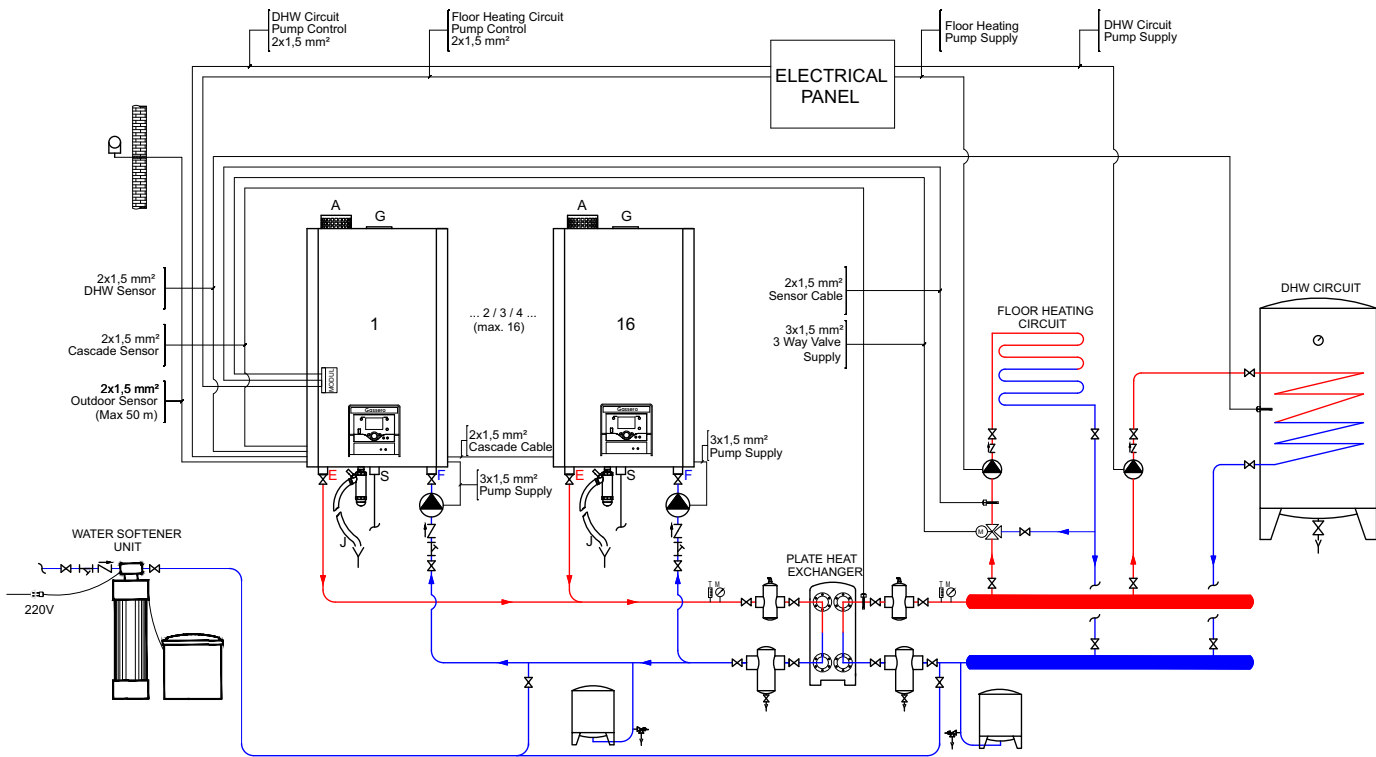 DHW Circuit
Pump Control
2x1,5 mm²
Floor Heating Circuit
Pump Control
2x1,5 mm²
Floor Heating
Pump Supply
DHW Circuit
Pump Supply
ELECTRICAL
PANEL
A
G
A
G
2x1,5 mm²
DHW Sensor
2x1,5 mm²
Cascade Sensor
2x1,5 mm²
Outdoor Sensor
(Max 50 m)
1
... 2 / 3 / 4 ...
(max. 16)
16
MODUL
Gassero
Gassero
2x1,5 mm²
Sensor Cable
3x1,5 mm²
3 Way Valve
Supply
FLOOR HEATING
CIRCUIT
DHW CIRCUIT
2x1,5 mm²
Cascade Cable
3x1,5 mm²
Pump Supply
3x1,5 mm²
Pump Supply
E
S
F
E
S
F
J
J
M
WATER SOFTENER
UNIT
220V
PLATE HEAT
EXCHANGER
T M
T M